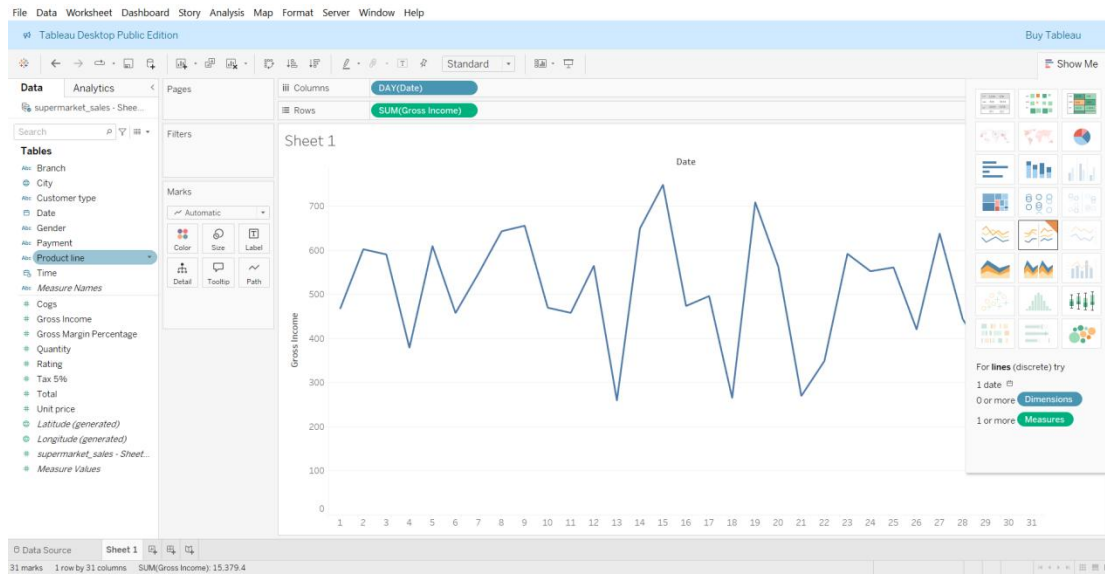 File Data Worksheet Dashboard Story Analysis Map Format Server Window Help
Tableau Desktop Public Edition
Buy Tableau
Standard
Show Me
Data Analytics
supermarket_sales - Shee...
Search
Tables
Abc Branch
City
Abc Customer type
Date
Abc Gender
Abc Payment
Abc Product line
Time
Abc Measure Names
# Cogs
# Gross Income
# Gross Margin Percentage
# Quantity
# Rating
# Tax 5%
# Total
# Unit price
Latitude (generated)
Longitude (generated)
# supermarket_sales - Sheet...
# Measure Values
Pages
Filters
Marks
Automatic
Color Size Label
Detail Tooltip Path
Columns DAY(Date)
Rows SUM(Gross Income)
Sheet 1
Date
Gross Income
700
600
500
400
300
200
100
0
1 2 3 4 5 6 7 8 9 10 11 12 13 14 15 16 17 18 19 20 21 22 23 24 25 26 27 28 29 30 31
For lines (discrete) try
1 date
0 or more Dimensions
1 or more Measures
Data Source Sheet 1
31 marks 1 row by 31 columns SUM(Gross Income): 15,379.4